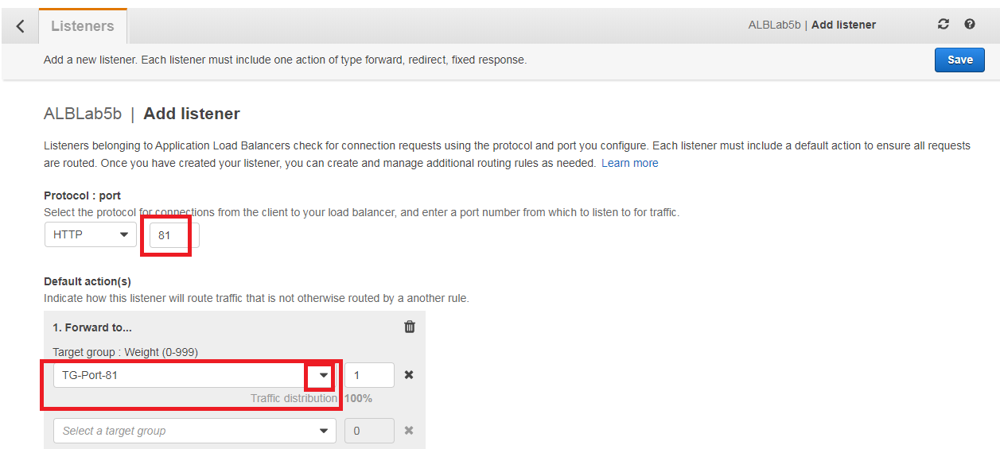 Listeners
ALBLab5b | Add listener
Add a new listener. Each listener must include one action of type forward, redirect, fixed response.
Save
ALBLab5b | Add listener
Listeners belonging to Application Load Balancers check for connection requests using the protocol and port you configure. Each listener must include a default action to ensure all requests
are routed. Once you have created your listener, you can create and manage additional routing rules as needed. Learn more
Protocol : port
Select the protocol for connections from the client to your load balancer, and enter a port number from which to listen to for traffic.
HTTP 81
Default action(s)
Indicate how this listener will route traffic that is not otherwise routed by a another rule.
1. Forward to...
Target group : Weight (0-999)
TG-Port-81 1
Traffic distribution 100%
Select a target group 0